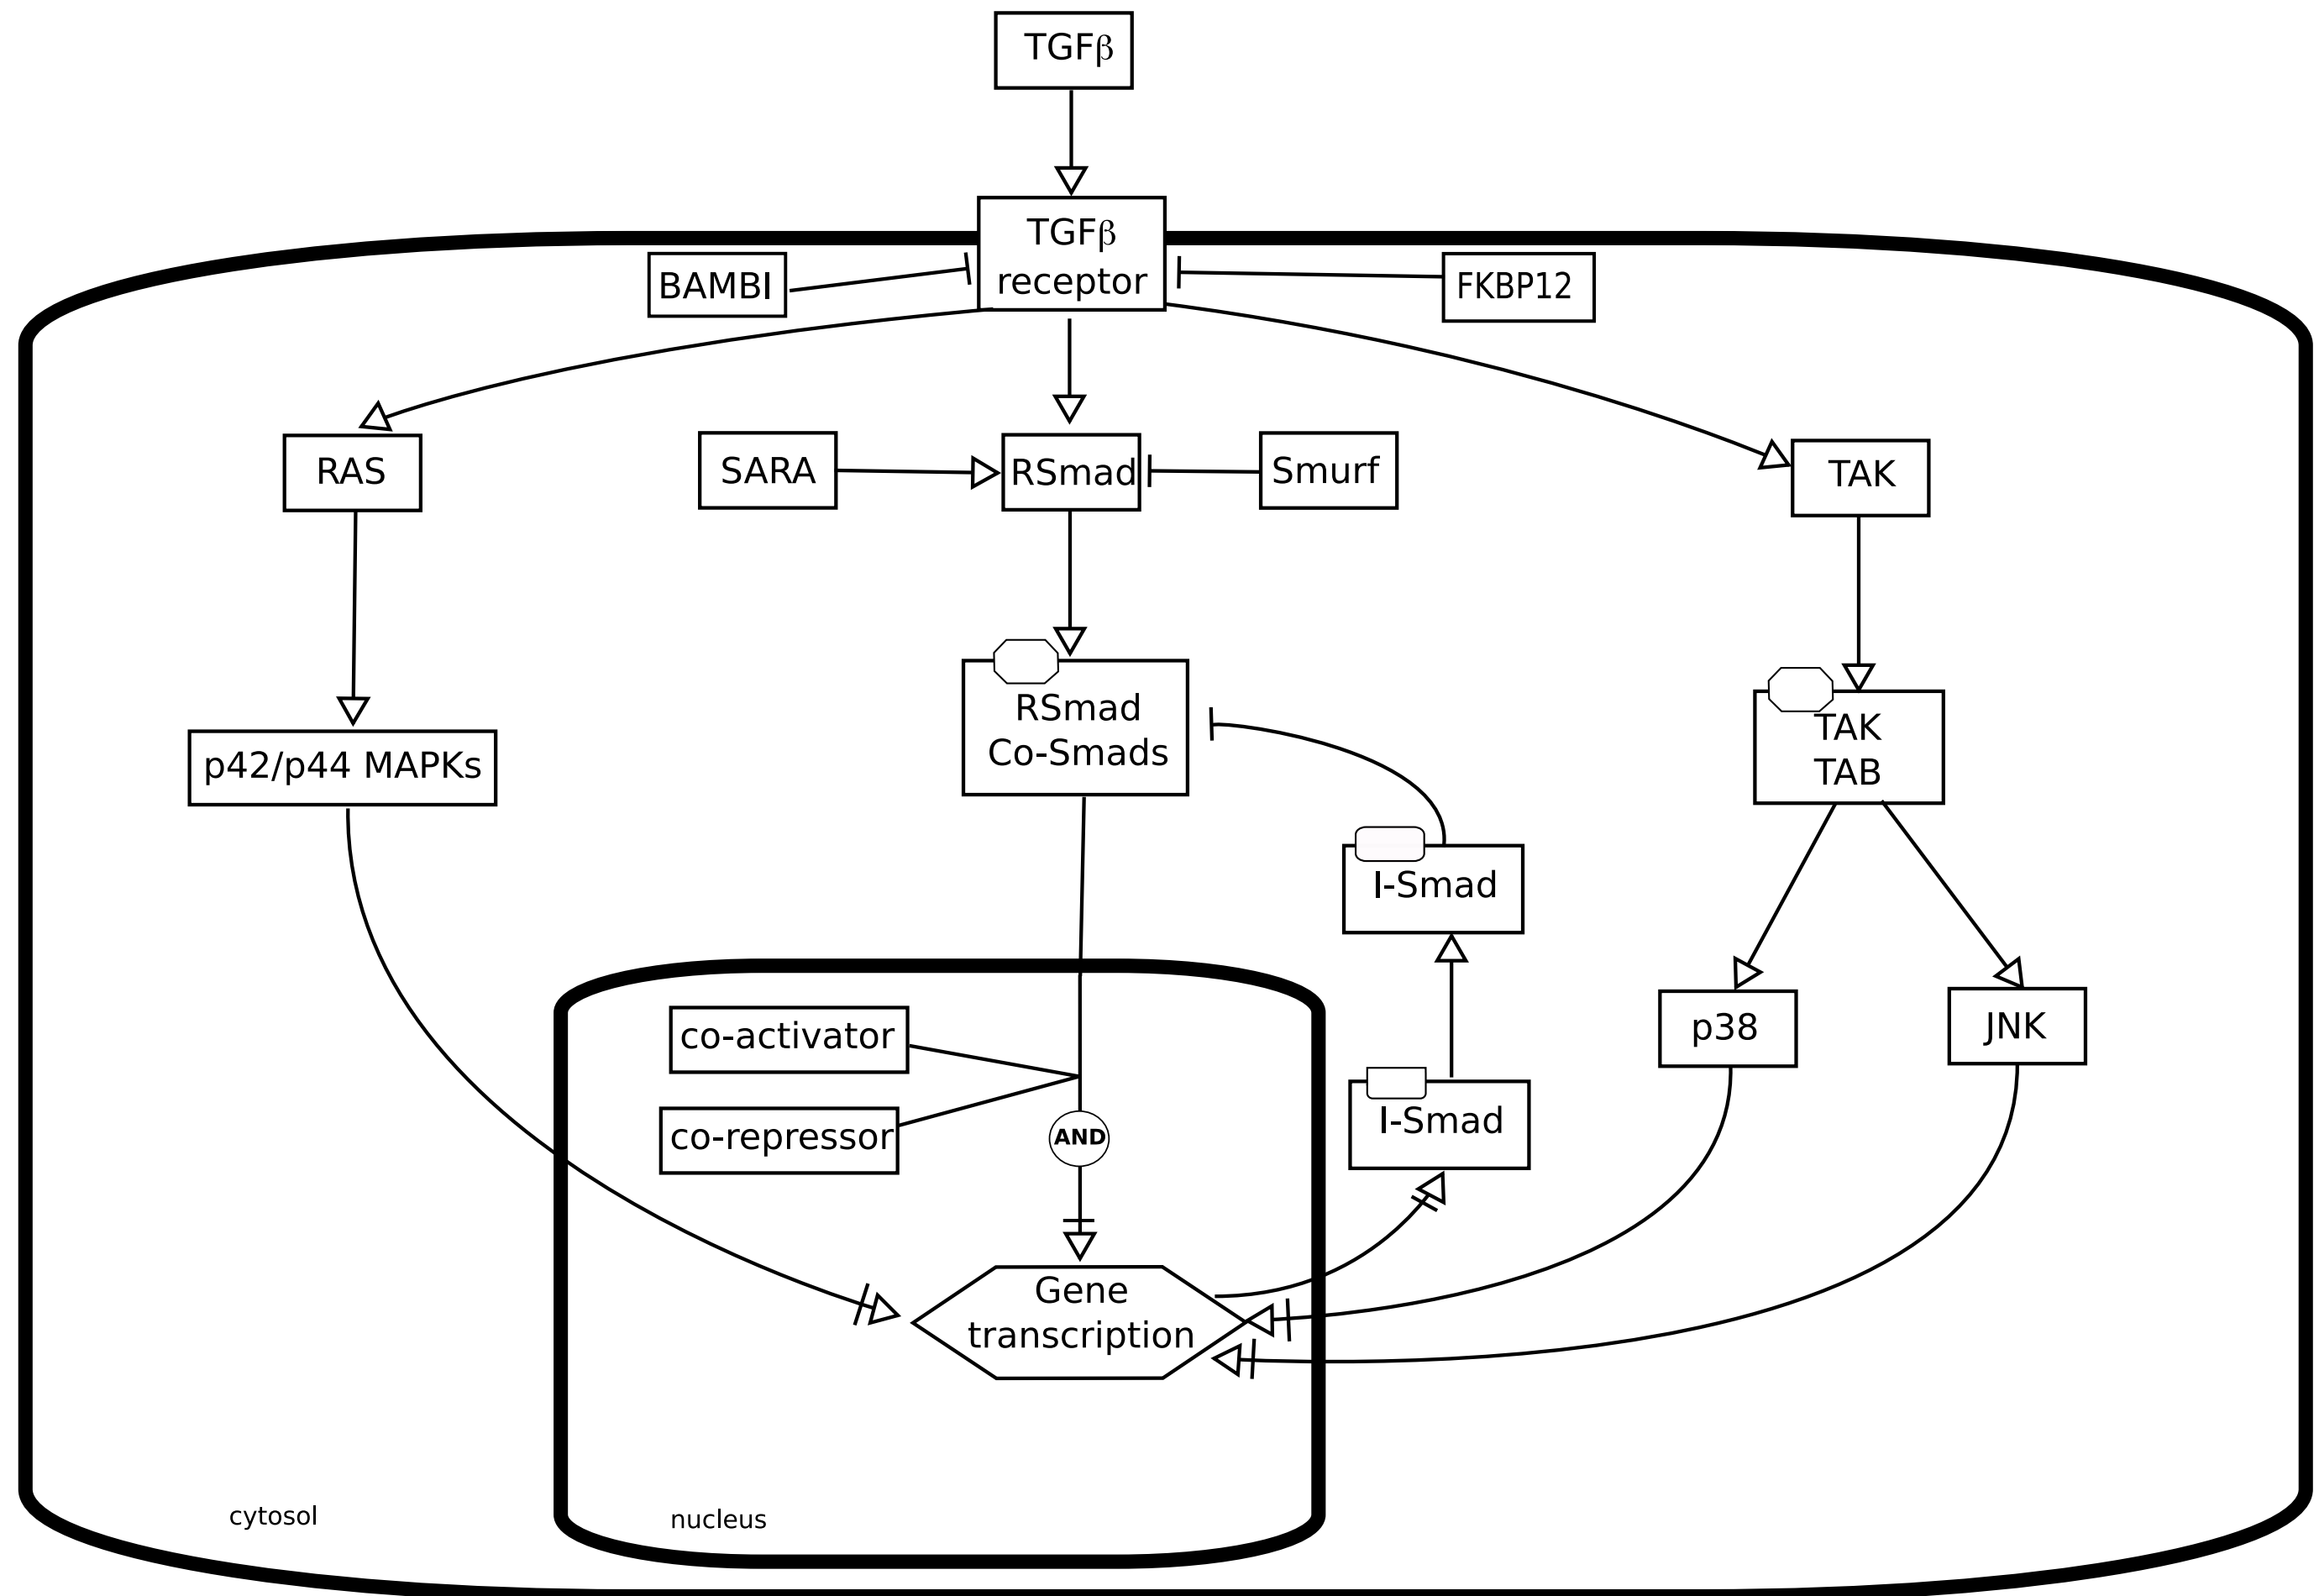 TGFβ
TGFβ
receptor
BAMBI
FKBP12
RAS
SARA
RSmad
Smurf
TAK
RSmad
Co-Smads
TAK
TAB
p42/p44 MAPKs
I-Smad
co-activator
p38
JNK
co-repressor
AND
I-Smad
Gene
transcription
cytosol
nucleus